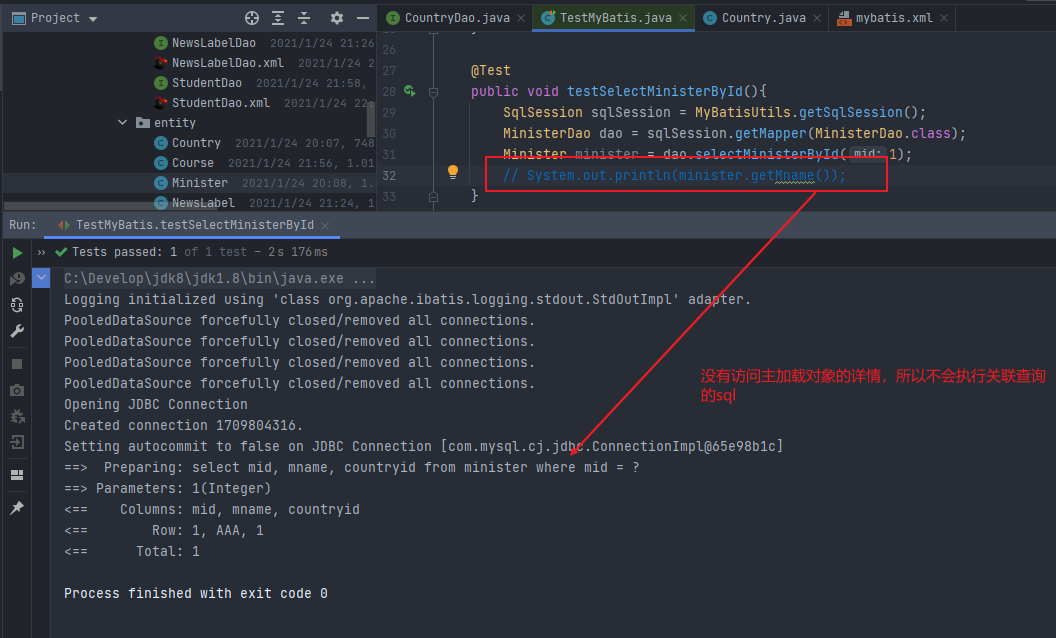 Project
CountryDao.java
TestMyBatis.java
Country.java
mybatis.xml
NewsLabelDao 2021/1/24 21:26
NewsLabelDao.xml 2021/1/24 2
StudentDao 2021/1/24 21:58,
StudentDao.xml 2021/1/24 22:
entity
Country 2021/1/24 20:07, 748
Course 2021/1/24 21:56, 1.01
Minister 2021/1/24 20:08, 1.
NewsLabel 2021/1/24 21:24, 1
26
27 @Test
28 public void testSelectMinisterById(){
29 SqlSession sqlSession = MyBatisUtils.getSqlSession();
30 MinisterDao dao = sqlSession.getMapper(MinisterDao.class);
31 Minister minister = dao.selectMinisterById( mid: 1);
32 // System.out.println(minister.getMname());
33 }
Run: TestMyBatis.testSelectMinisterById
» Tests passed: 1 of 1 test – 2 s 176 ms
C:\Develop\jdk8\jdk1.8\bin\java.exe ...
Logging initialized using 'class org.apache.ibatis.logging.stdout.StdOutImpl' adapter.
PooledDataSource forcefully closed/removed all connections.
PooledDataSource forcefully closed/removed all connections.
PooledDataSource forcefully closed/removed all connections.
PooledDataSource forcefully closed/removed all connections.
Opening JDBC Connection
Created connection 1709804316.
Setting autocommit to false on JDBC Connection [com.mysql.cj.jdbc.ConnectionImpl@65e98b1c]
==>  Preparing: select mid, mname, countryid from minister where mid = ?
==> Parameters: 1(Integer)
<==    Columns: mid, mname, countryid
<==        Row: 1, AAA, 1
<==      Total: 1
Process finished with exit code 0
没有访问主加载对象的详情，所以不会执行关联查询
的sql